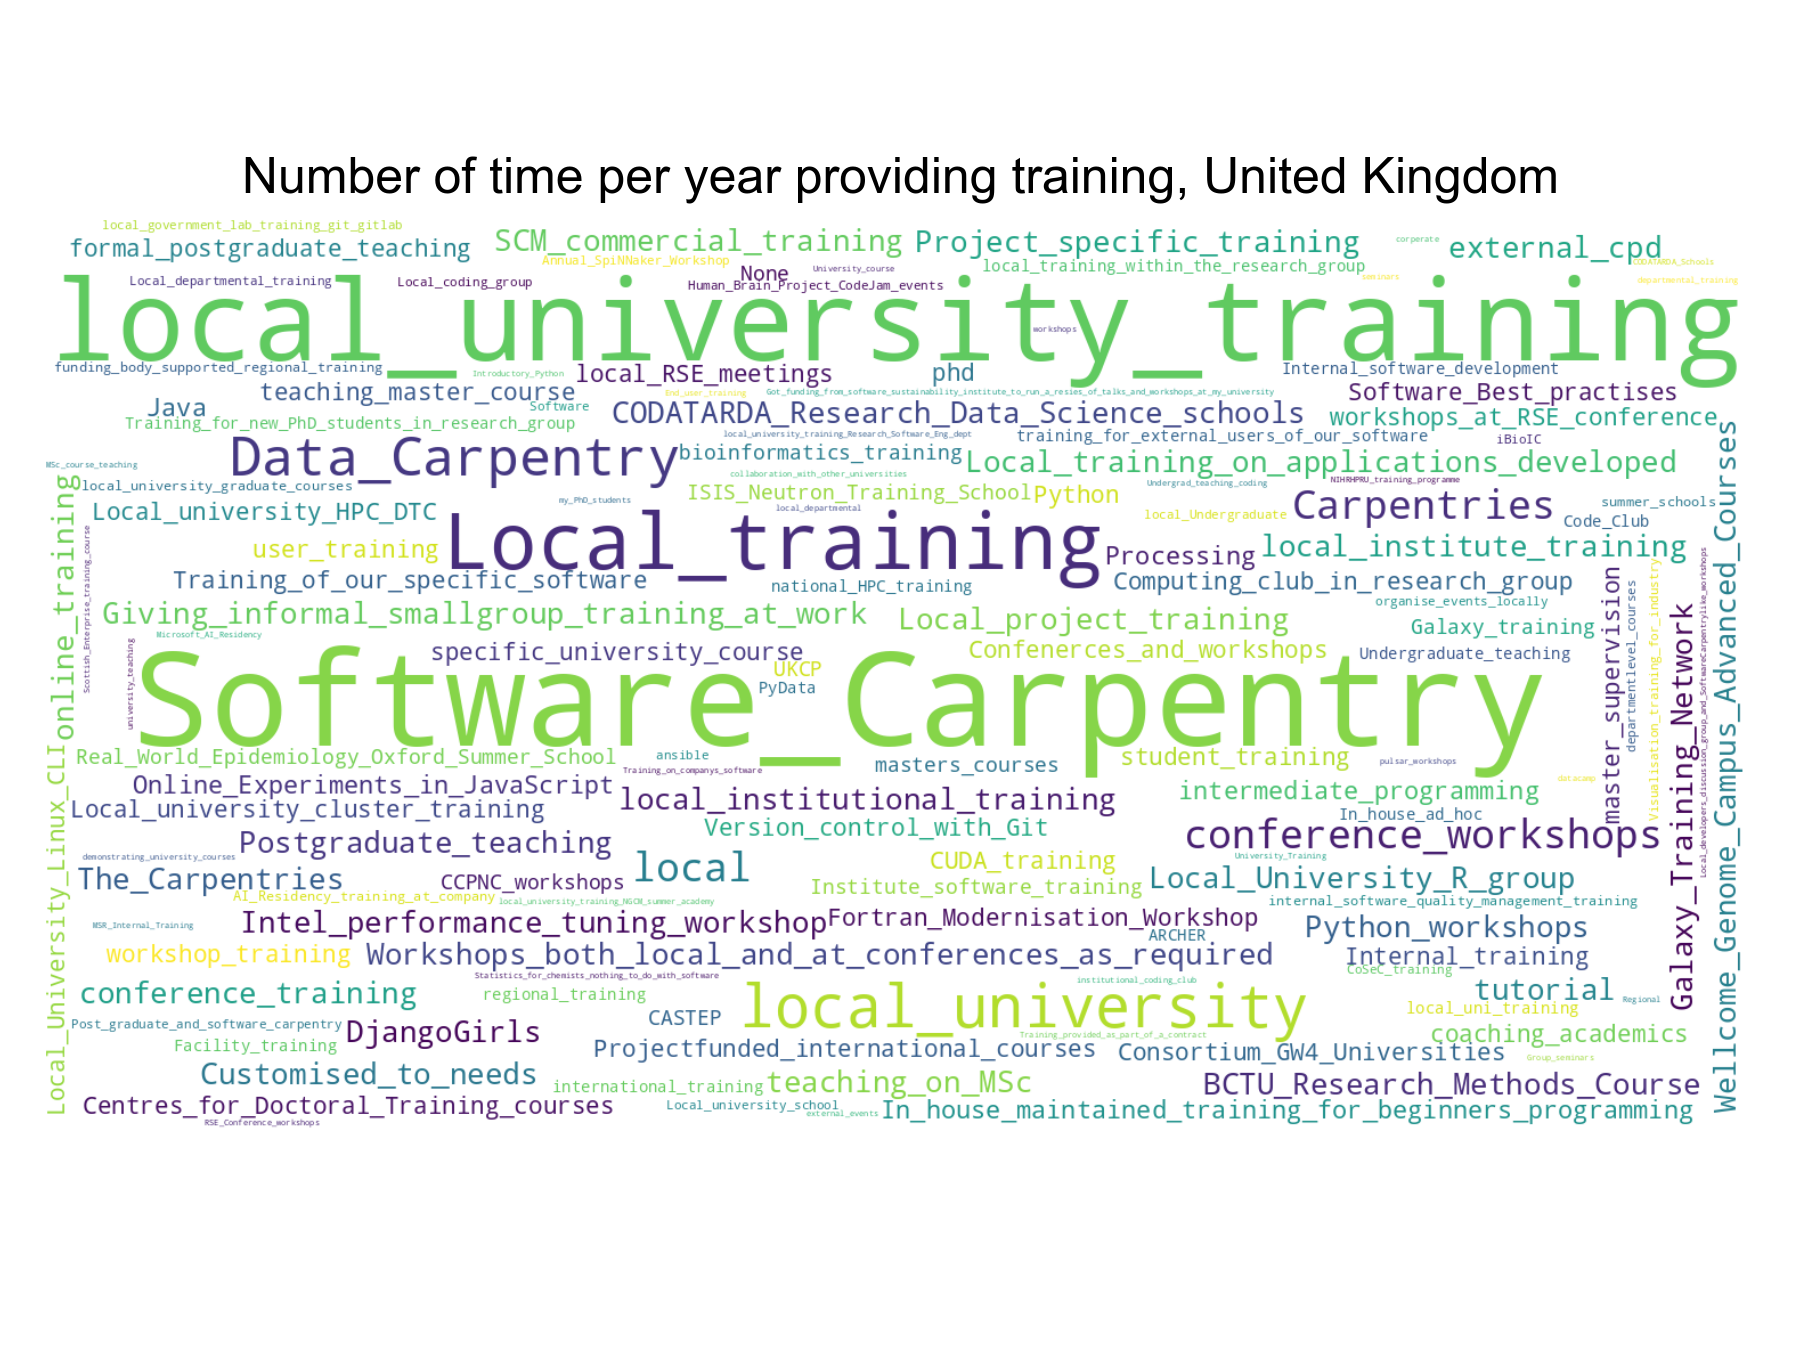 Number of time per year providing training, United Kingdom
local_government_lab_training_git_gitlab
formal_postgraduate_teaching
SCM_commercial_training
Project_specific_training
corperate
external_cpd
Annual_SpiNNaker_Workshop
None
University_course
local_training_within_the_research_group
CODATARDA_Schools
Local_departmental_training
Local_coding_group
Human_Brain_Project_CodeJam_events
seminars
departmental_training
local_university_training
workshops
funding_body_supported_regional_training
Introductory_Python
local_RSE_meetings
phd
Internal_software_development
teaching_master_course
End_user_training
Got_funding_from_software_sustainability_institute_to_run_a_resies_of_talks_and_workshops_at_my_university
Software_Best_practises
Java
Software
CODATARDA_Research_Data_Science_schools
workshops_at_RSE_conference
Training_for_new_PhD_students_in_research_group
local_university_training_Research_Software_Eng_dept
training_for_external_users_of_our_software
iBioIC
Data_Carpentry
bioinformatics_training
Local_training_on_applications_developed
MSc_course_teaching
collaboration_with_other_universities
local_university_graduate_courses
ISIS_Neutron_Training_School
Python
Undergrad_teaching_coding
NIHRHPRU_training_programme
my_PhD_students
Local_university_HPC_DTC
local_departmental
local_Undergraduate
Carpentries
summer_schools
Code_Club
user_training
Local_training
Processing
local_institute_training
Training_of_our_specific_software
national_HPC_training
Computing_club_in_research_group
Giving_informal_smallgroup_training_at_work
Local_project_training
organise_events_locally
Microsoft_AI_Residency
Galaxy_training
specific_university_course
UKCP
Confenerces_and_workshops
Undergraduate_teaching
PyData
Software_Carpentry
online_training
Scottish_Enterprise_training_course
university_teaching
Local_University_Linux_CLI
master_supervision
departmentlevel_courses
Visualisation_training_for_industry
Galaxy_Training_Network
Local_developers_discussion_group_and_SoftwareCarpentrylike_workshops
Wellcome_Genome_Campus_Advanced_Courses
Real_World_Epidemiology_Oxford_Summer_School
ansible
Training_on_companys_software
masters_courses
student_training
pulsar_workshops
datacamp
Online_Experiments_in_JavaScript
local_institutional_training
intermediate_programming
Local_university_cluster_training
In_house_ad_hoc
Postgraduate_teaching
Version_control_with_Git
conference_workshops
demonstrating_university_courses
local
CUDA_training
University_Training
The_Carpentries
CCPNC_workshops
Institute_software_training
Local_University_R_group
AI_Residency_training_at_company
local_university_training_NGCM_summer_academy
internal_software_quality_management_training
MSR_Internal_Training
Intel_performance_tuning_workshop
Fortran_Modernisation_Workshop
ARCHER
Python_workshops
workshop_training
Workshops_both_local_and_at_conferences_as_required
Internal_training
Statistics_for_chemists_nothing_to_do_with_software
institutional_coding_club
CoSeC_training
conference_training
regional_training
local_university
tutorial
Regional
local_uni_training
Post_graduate_and_software_carpentry
DjangoGirls
CASTEP
Training_provided_as_part_of_a_contract
coaching_academics
Facility_training
Projectfunded_international_courses
Consortium_GW4_Universities
Group_seminars
Customised_to_needs
international_training
teaching_on_MSc
BCTU_Research_Methods_Course
Centres_for_Doctoral_Training_courses
Local_university_school
external_events
In_house_maintained_training_for_beginners_programming
RSE_Conference_workshops